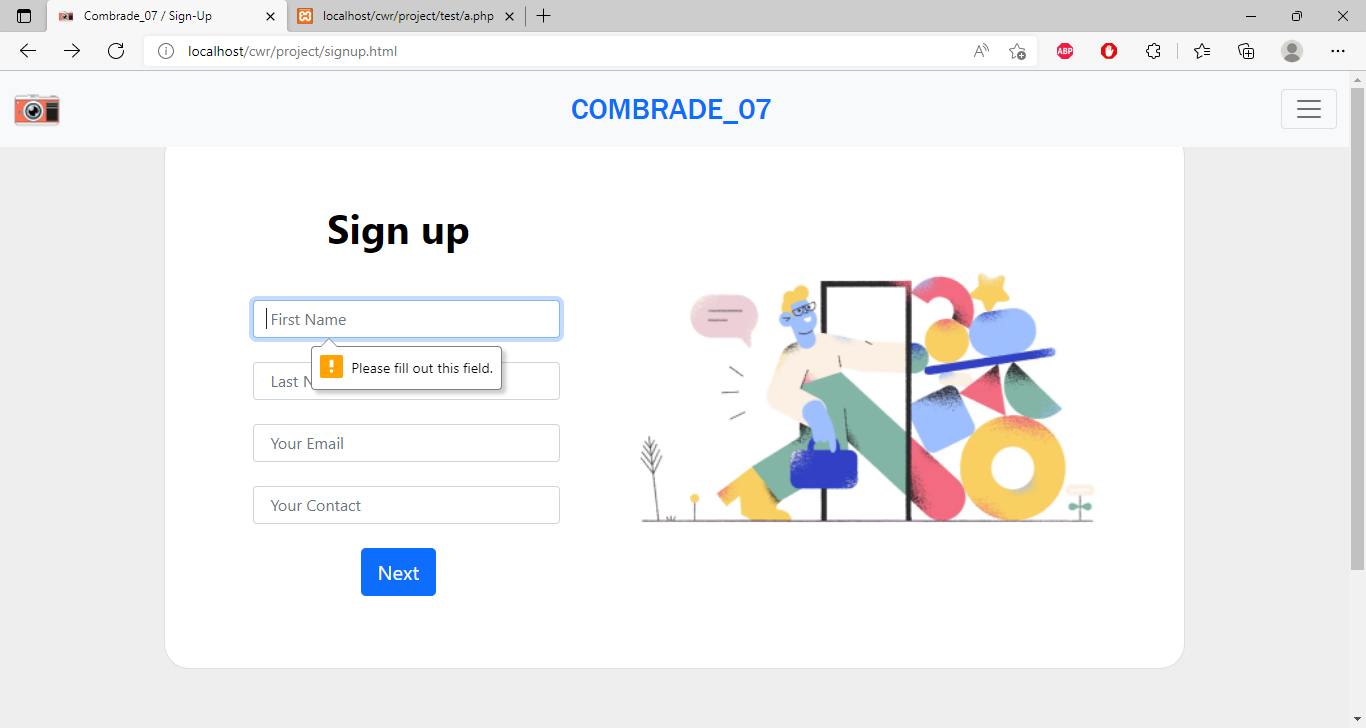 Combrade_07 / Sign-Up
localhost/cwr/project/test/a.php
localhost/cwr/project/signup.html
ABP
COMBRADE_07
Sign up
First Name
Please fill out this field.
Last N
Your Email
Your Contact
Next